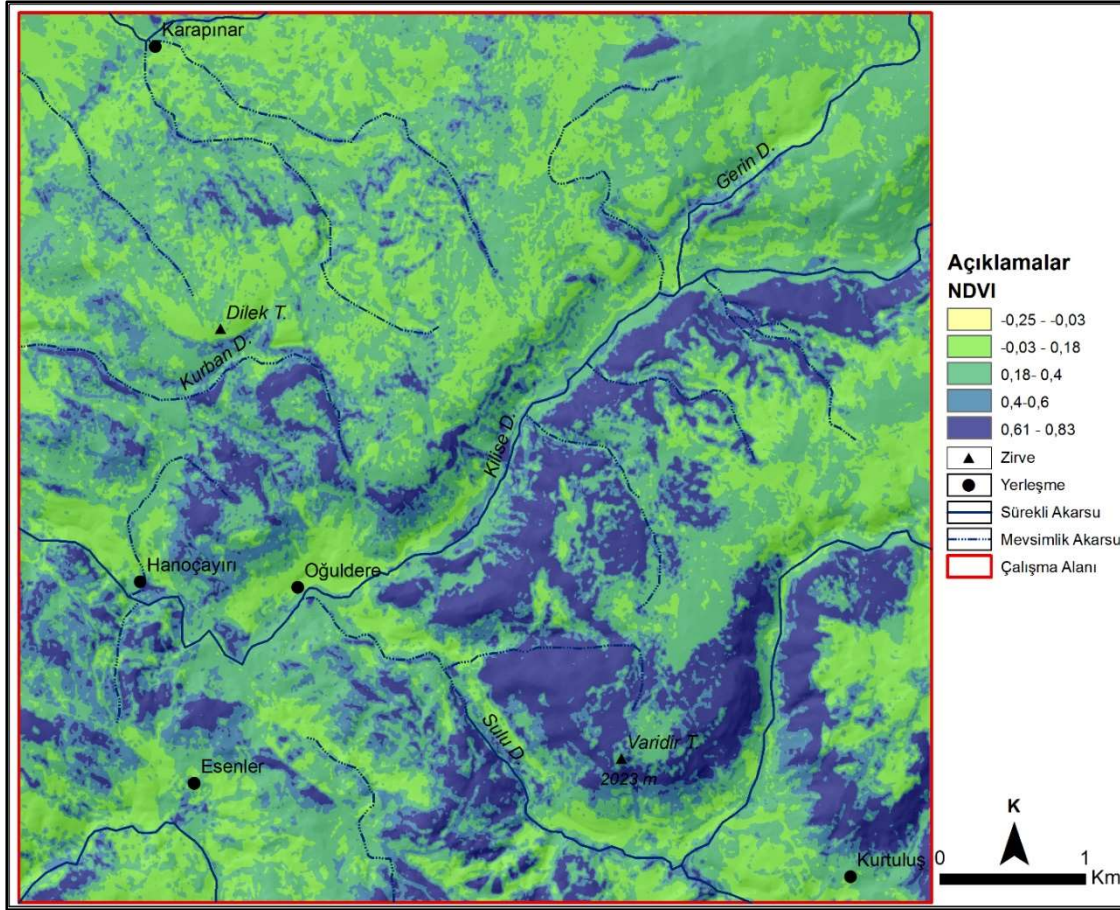 Karapınar
Gerin D.
Dilek T.
Kurban D.
Kilise D.
Hanoçayırı
Oğuldere
Sulu D.
Varidir T.
2023 m
Esenler
Kurtuluş
Açıklamalar
NDVI
-0,25 - -0,03
-0,03 - 0,18
0,18- 0,4
0,4-0,6
0,61 - 0,83
Zirve
Yerleşme
Sürekli Akarsu
Mevsimlik Akarsu
Çalışma Alanı
K
0 1
Km